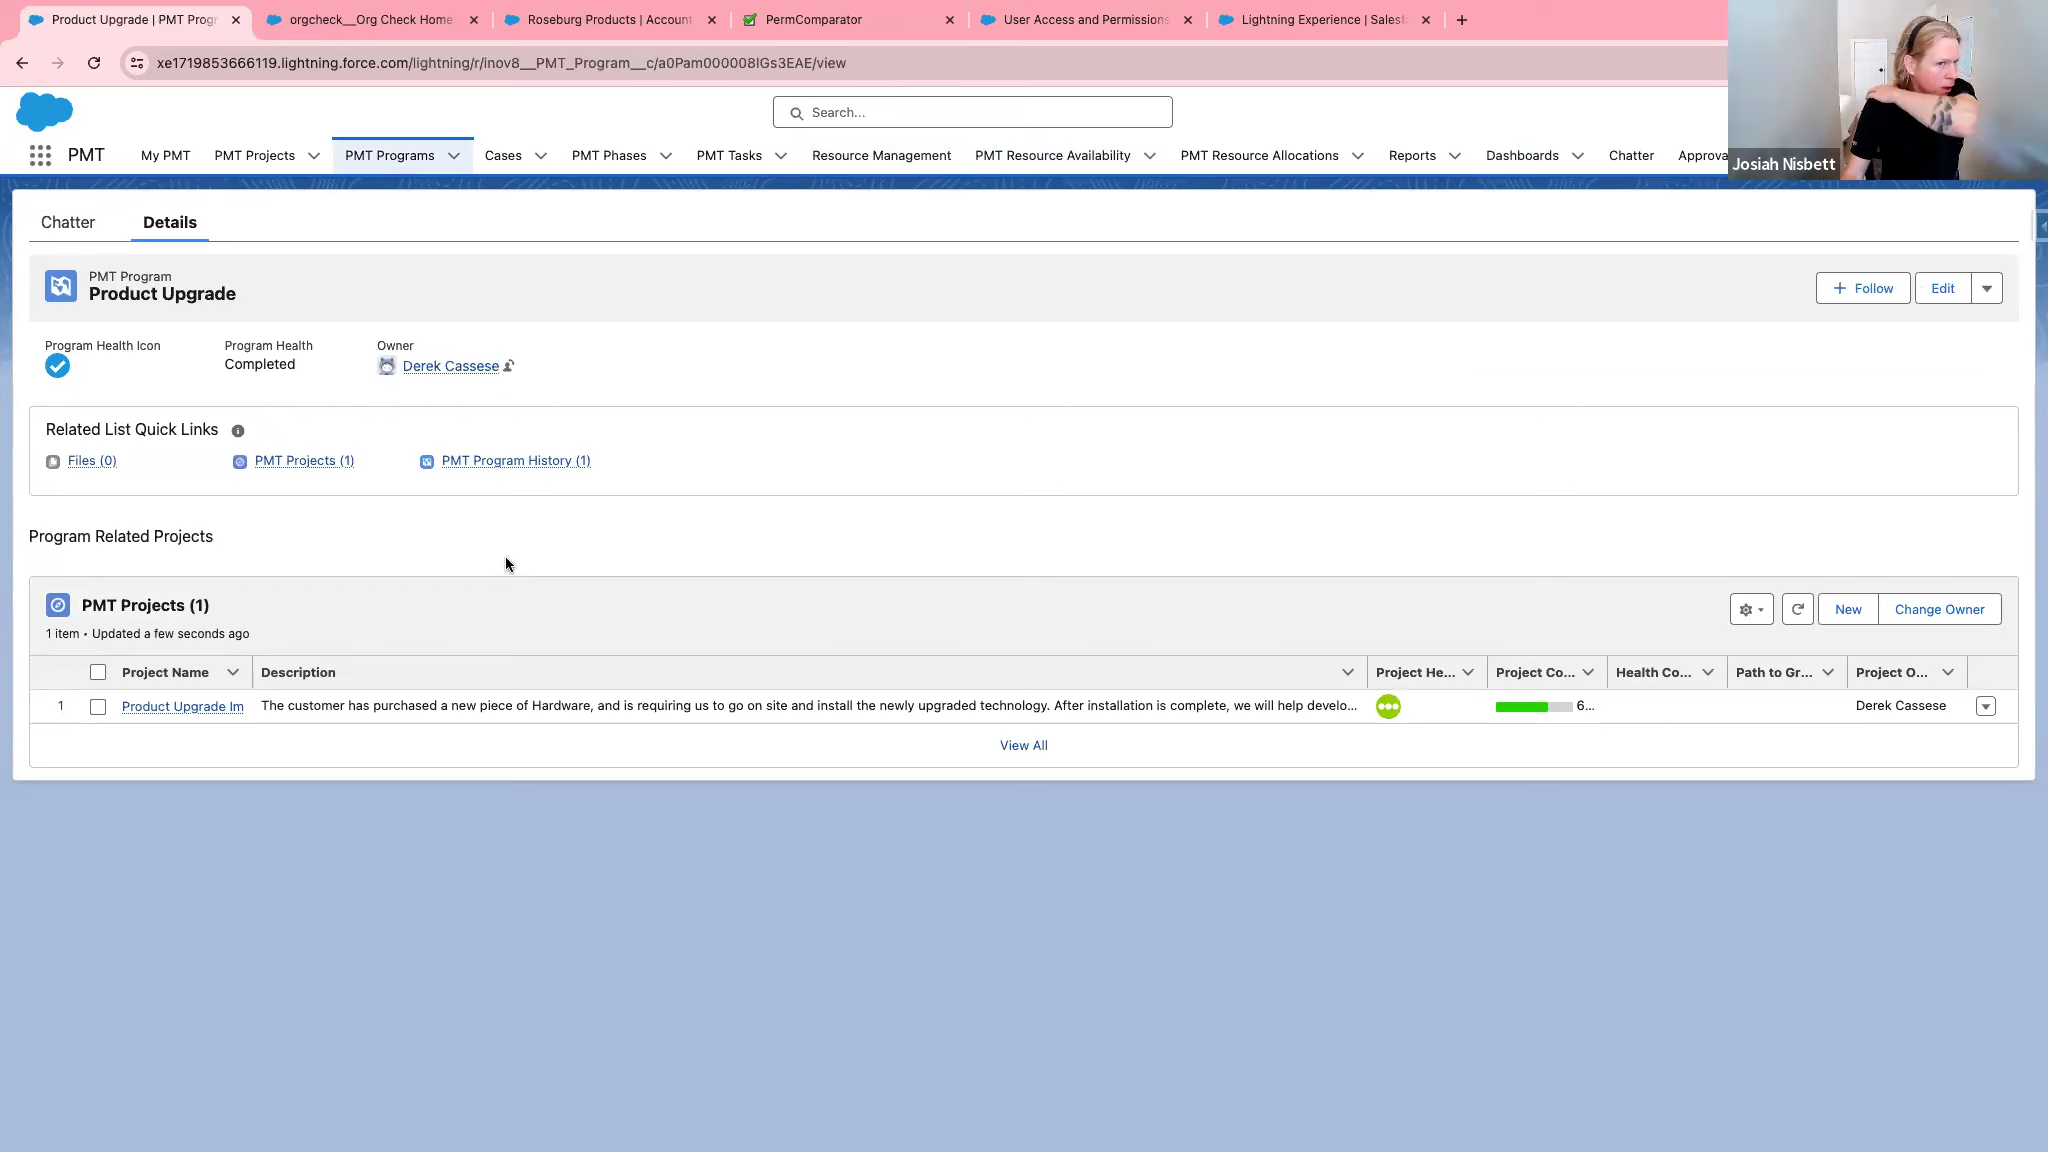 Product Upgrade | PMT Progr
orgcheck__Org Check Home
Roseburg Products | Account
PermComparator
User Access and Permissions
Lightning Experience | Salesf
xe1719853666119.lightning.force.com/lightning/r/inov8__PMT_Program__c/a0Pam000008lGs3EAE/view
Josiah Nisbett
Search...
PMT
My PMT
PMT Projects
PMT Programs
Cases
PMT Phases
PMT Tasks
Resource Management
PMT Resource Availability
PMT Resource Allocations
Reports
Dashboards
Chatter
Approva
Chatter
Details
PMT Program
Product Upgrade
Follow
Edit
Program Health Icon
Program Health
Completed
Owner
Derek Cassese
Related List Quick Links
Files (0)
PMT Projects (1)
PMT Program History (1)
Program Related Projects
PMT Projects (1)
1 item • Updated a few seconds ago
New
Change Owner
Project Name
Description
Project He...
Project Co...
Health Co...
Path to Gr...
Project O...
1
Product Upgrade Im
The customer has purchased a new piece of Hardware, and is requiring us to go on site and install the newly upgraded technology. After installation is complete, we will help develo...
6...
Derek Cassese
View All